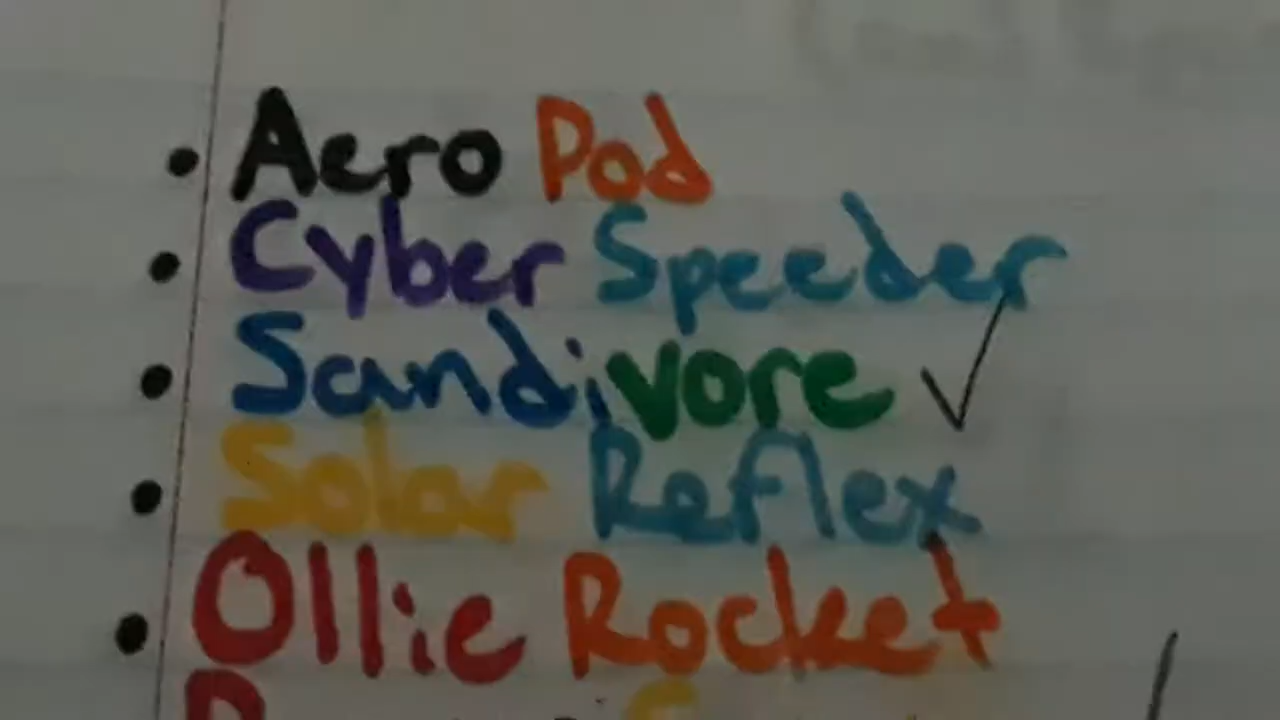 • Aero Pod
• Cyber Speeder
• Sandivore ✓
• Solar Reflex
• Ollie Rocket